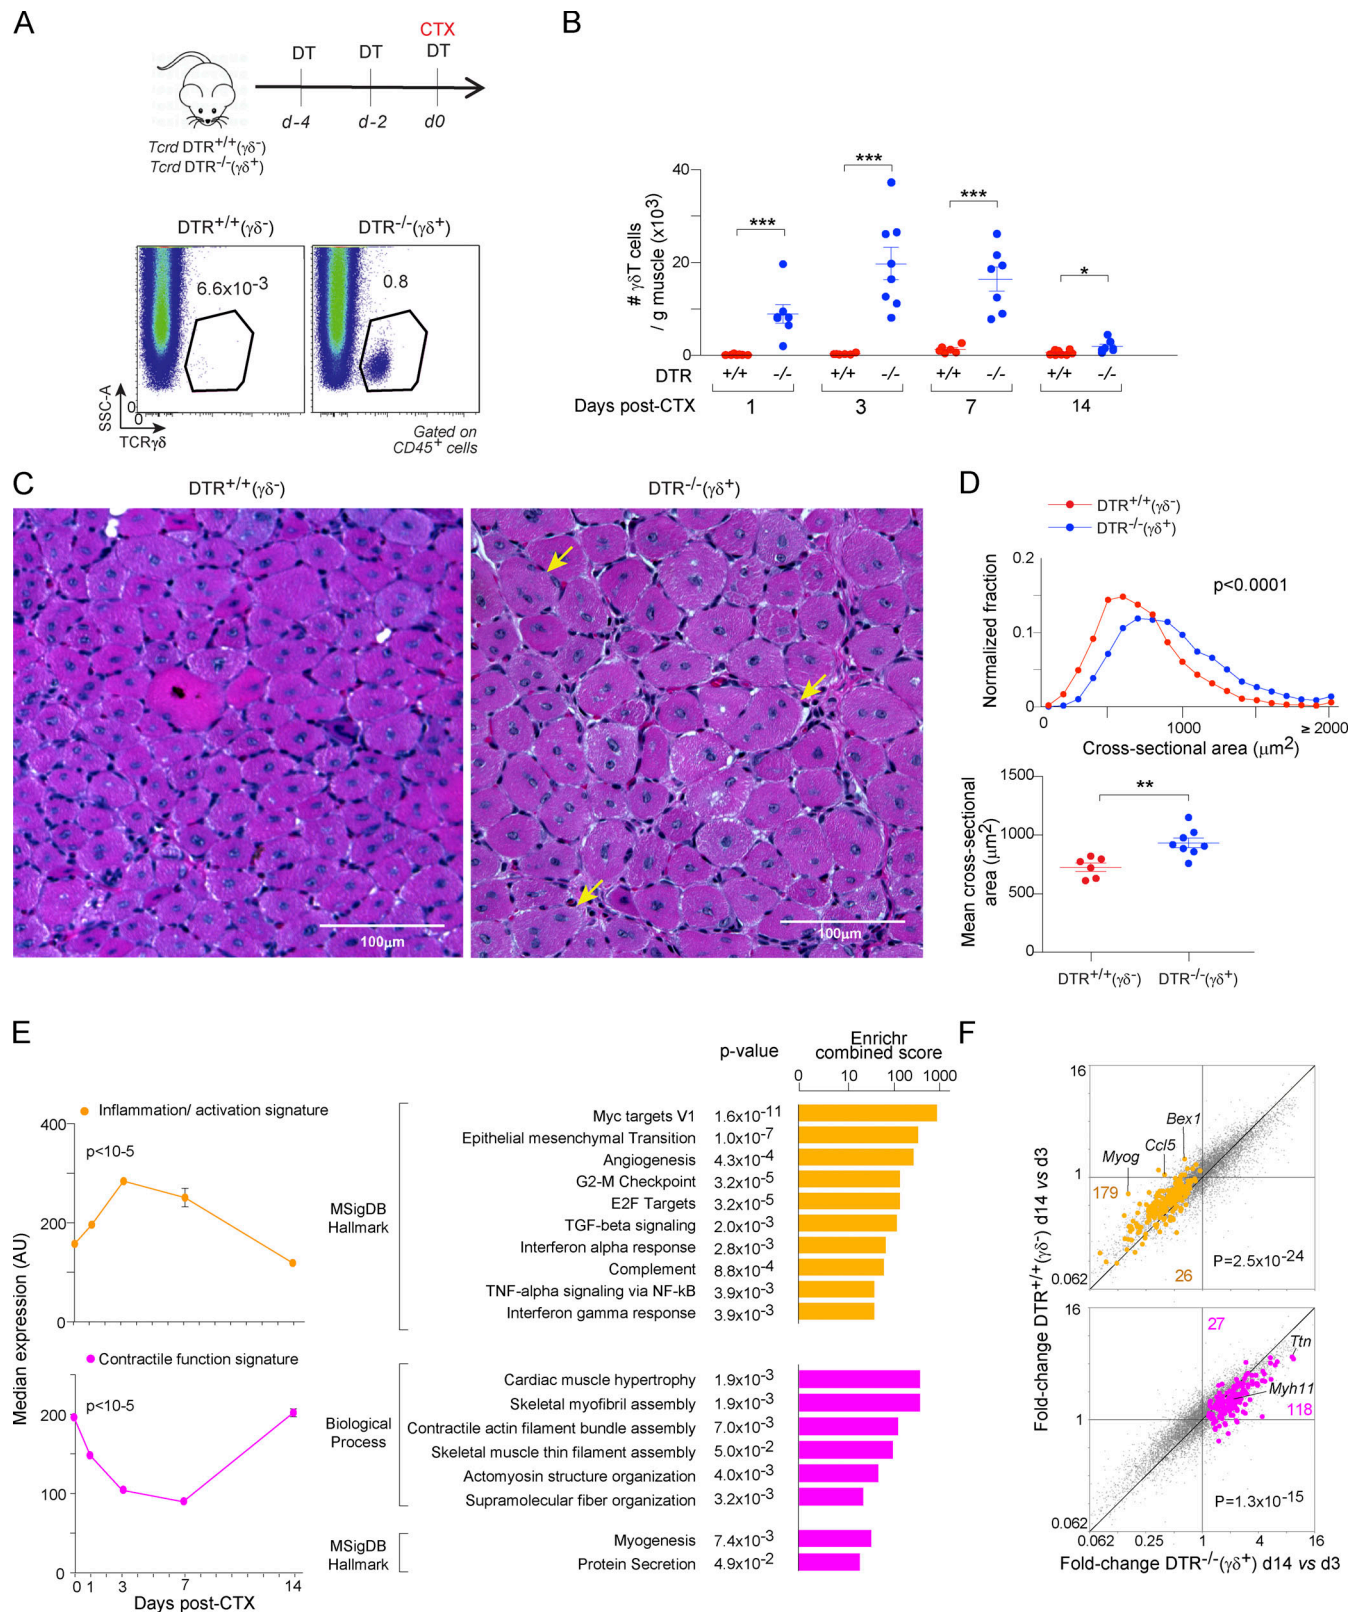 A
CTX
DT DT DT
d-4 d-2 d0
Tcrd DTR+/+(γδ-)
Tcrd DTR-/-(γδ+)
DTR+/+(γδ-) DTR-/-(γδ+)
6.6x10-3 0.8
SSC-A
0
0
TCRγδ
Gated on
CD45+ cells
B
# γδT cells
/ g muscle (x10³)
40
20
0
*** *** *** *
DTR +/+ -/- +/+ -/- +/+ -/- +/+ -/-
Days post-CTX 1 3 7 14
C
DTR+/+(γδ-) DTR-/-(γδ+)
100μm 100μm
D
DTR+/+(γδ-)
DTR-/-(γδ+)
Normalized fraction
0.2
0.1
0
p<0.0001
0 1000 ≥ 2000
Cross-sectional area (μm²)
Mean cross-sectional
area (μm²)
1500
1000
500
0
**
DTR+/+(γδ-) DTR-/-(γδ+)
E
Median expression (AU)
Inflammation/ activation signature
400
200
0
p<10-5
Contractile function signature
200
100
0
p<10-5
0 1 3 7 14
Days post-CTX
p-value
Enrichr
combined score
0 10 100 1000
MSigDB
Hallmark
Myc targets V1 1.6x10-11
Epithelial mesenchymal Transition 1.0x10-7
Angiogenesis 4.3x10-4
G2-M Checkpoint 3.2x10-5
E2F Targets 3.2x10-5
TGF-beta signaling 2.0x10-3
Interferon alpha response 2.8x10-3
Complement 8.8x10-4
TNF-alpha signaling via NF-kB 3.9x10-3
Interferon gamma response 3.9x10-3
Biological
Process
Cardiac muscle hypertrophy 1.9x10-3
Skeletal myofibril assembly 1.9x10-3
Contractile actin filament bundle assembly 7.0x10-3
Skeletal muscle thin filament assembly 5.0x10-2
Actomyosin structure organization 4.0x10-3
Supramolecular fiber organization 3.2x10-3
MSigDB
Hallmark
Myogenesis 7.4x10-3
Protein Secretion 4.9x10-2
F
Fold-change DTR+/+(γδ-) d14 vs d3
16
1
0.062
Bex1
Ccl5
Myog
179
26
P=2.5x10-24
16
1
0.062
27
Ttn
Myh11
118
P=1.3x10-15
0.062 0.25 1 4 16
Fold-change DTR-/-(γδ+) d14 vs d3